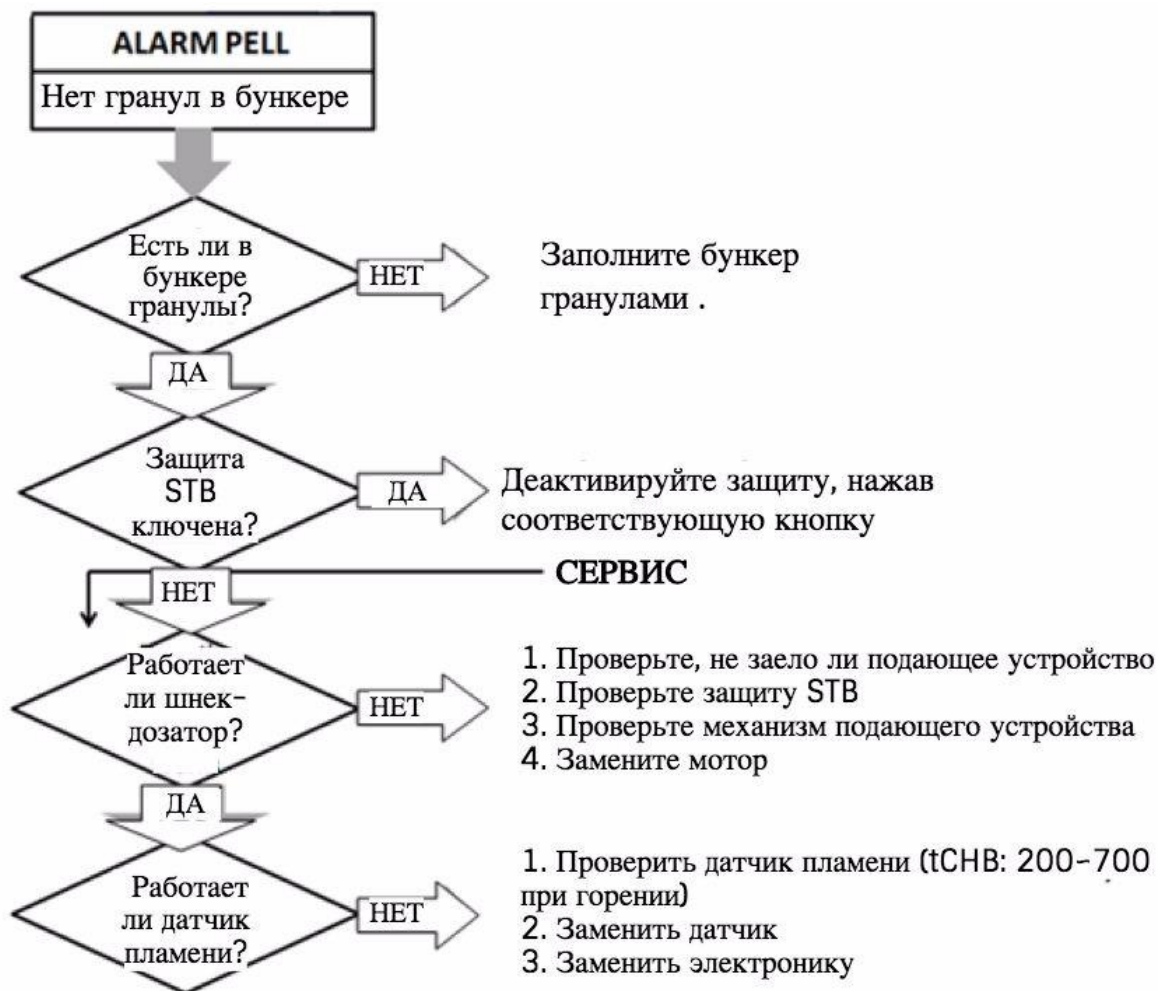 ALARM PELL
Нет гранул в бункере
Есть ли в
бункере
гранулы?
НЕТ
Заполните бункер
гранулами .
ДА
Защита
STB
ключена?
ДА
Деактивируйте защиту, нажав
соответствующую кнопку
СЕРВИС
НЕТ
Работает
ли шнек-
дозатор?
НЕТ
1. Проверьте, не заело ли подающее устройство
2. Проверьте защиту STB
3. Проверьте механизм подающего устройства
4. Замените мотор
ДА
Работает
ли датчик
пламени?
НЕТ
1. Проверить датчик пламени (tCHB: 200-700
при горении)
2. Заменить датчик
3. Заменить электронику